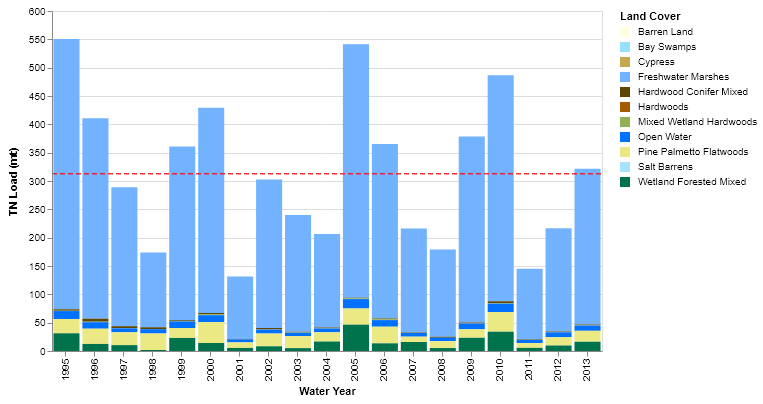 600
550
500
450
400
350
300
250
200
150
100
50
0
TN Load (mt)
1995 1996 1997 1998 1999 2000 2001 2002 2003 2004 2005 2006 2007 2008 2009 2010 2011 2012 2013
Water Year
Land Cover
Barren Land
Bay Swamps
Cypress
Freshwater Marshes
Hardwood Conifer Mixed
Hardwoods
Mixed Wetland Hardwoods
Open Water
Pine Palmetto Flatwoods
Salt Barrens
Wetland Forested Mixed